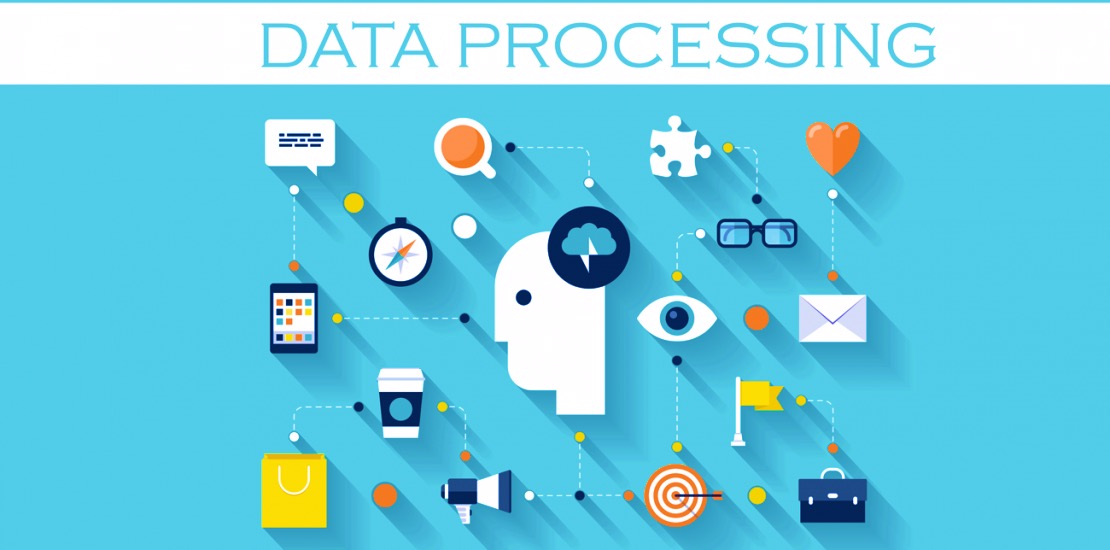 DATA PROCESSING